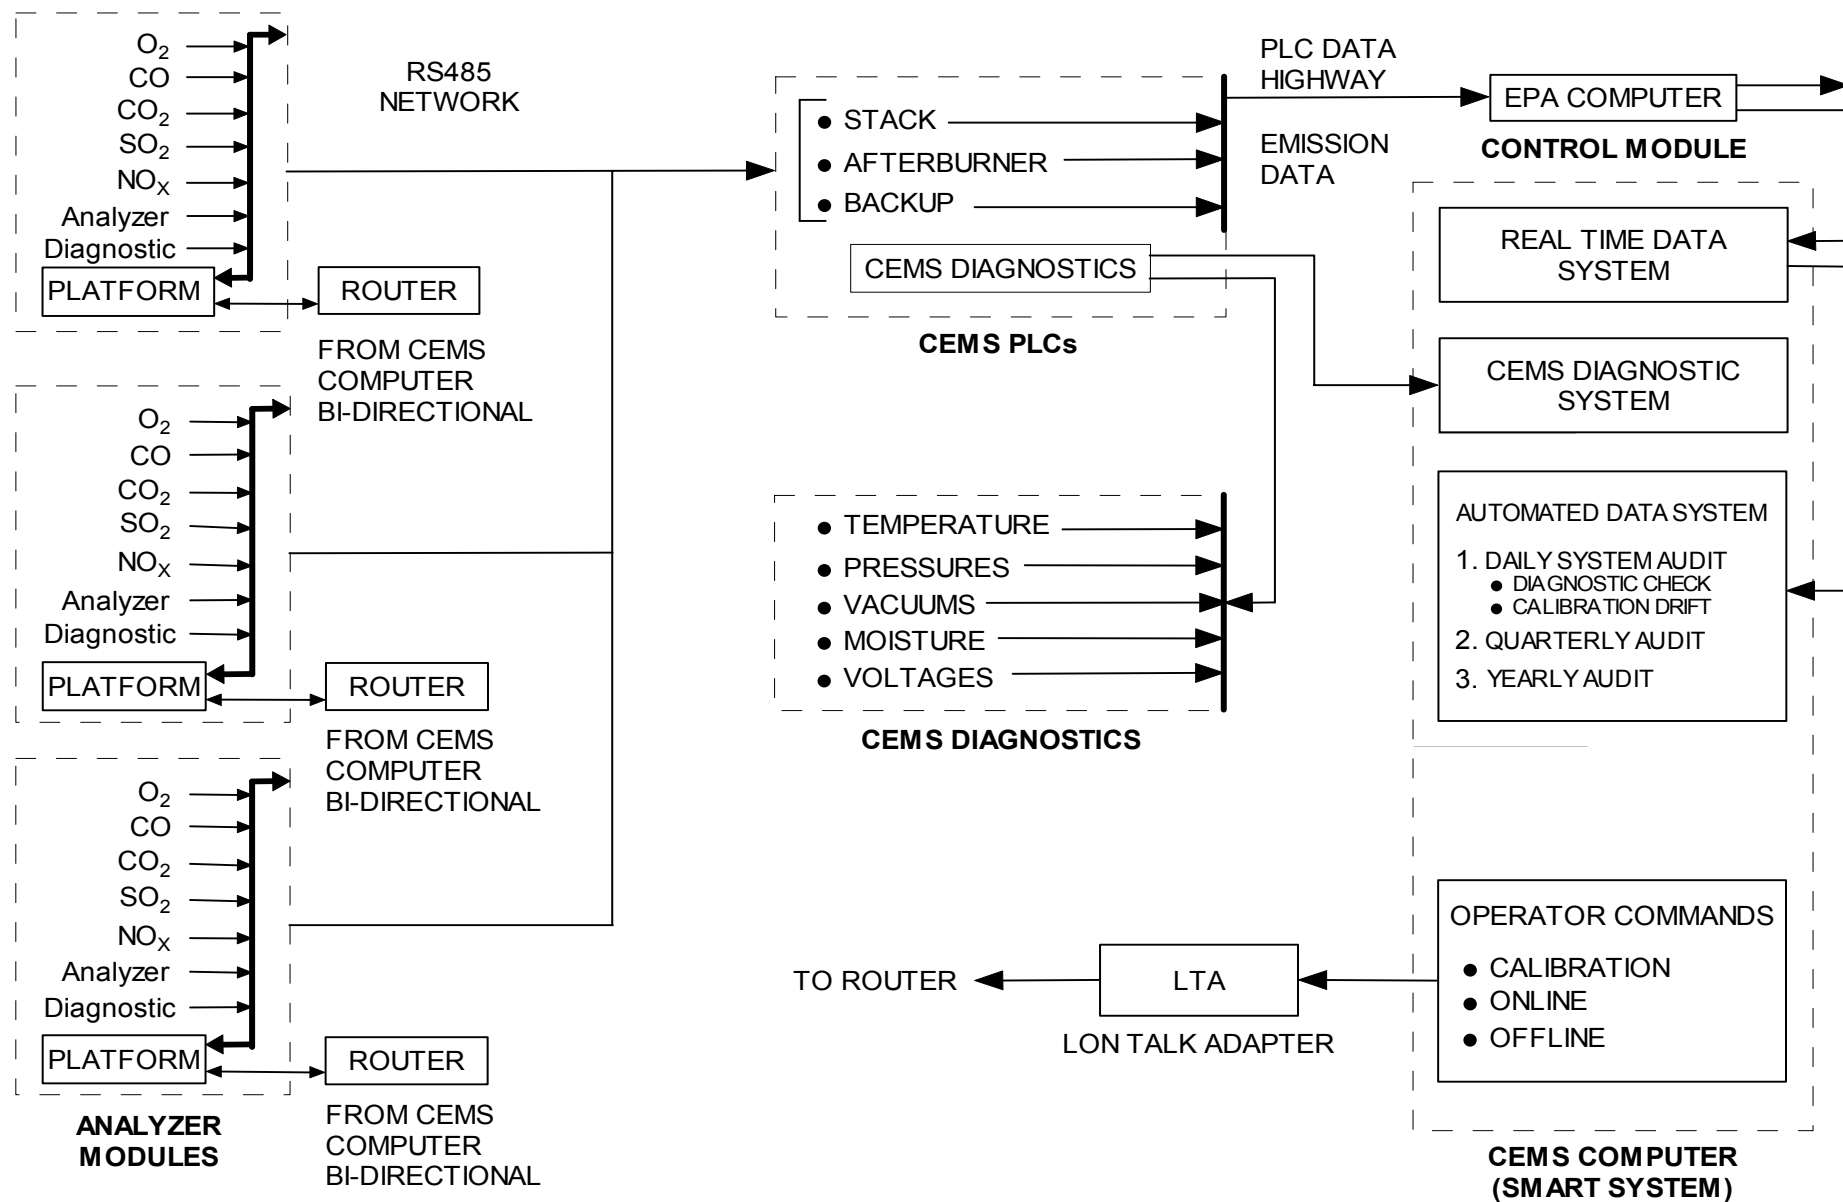 O2
CO
CO2
SO2
NOX
Analyzer
Diagnostic
PLATFORM
ROUTER
FROM CEMS
COMPUTER
BI-DIRECTIONAL
O2
CO
CO2
SO2
NOX
Analyzer
Diagnostic
PLATFORM
ROUTER
FROM CEMS
COMPUTER
BI-DIRECTIONAL
O2
CO
CO2
SO2
NOX
Analyzer
Diagnostic
PLATFORM
ROUTER
FROM CEMS
COMPUTER
BI-DIRECTIONAL
ANALYZER
MODULES
RS485
NETWORK
• STACK
• AFTERBURNER
• BACKUP
CEMS DIAGNOSTICS
CEMS PLCs
PLC DATA
HIGHWAY
EMISSION
DATA
EPA COMPUTER
CONTROL MODULE
• TEMPERATURE
• PRESSURES
• VACUUMS
• MOISTURE
• VOLTAGES
CEMS DIAGNOSTICS
REAL TIME DATA
SYSTEM
CEMS DIAGNOSTIC
SYSTEM
AUTOMATED DATA SYSTEM
1. DAILY SYSTEM AUDIT
• DIAGNOSTIC CHECK
• CALIBRATION DRIFT
2. QUARTERLY AUDIT
3. YEARLY AUDIT
OPERATOR COMMANDS
• CALIBRATION
• ONLINE
• OFFLINE
TO ROUTER
LTA
LON TALK ADAPTER
CEMS COMPUTER
(SMART SYSTEM)